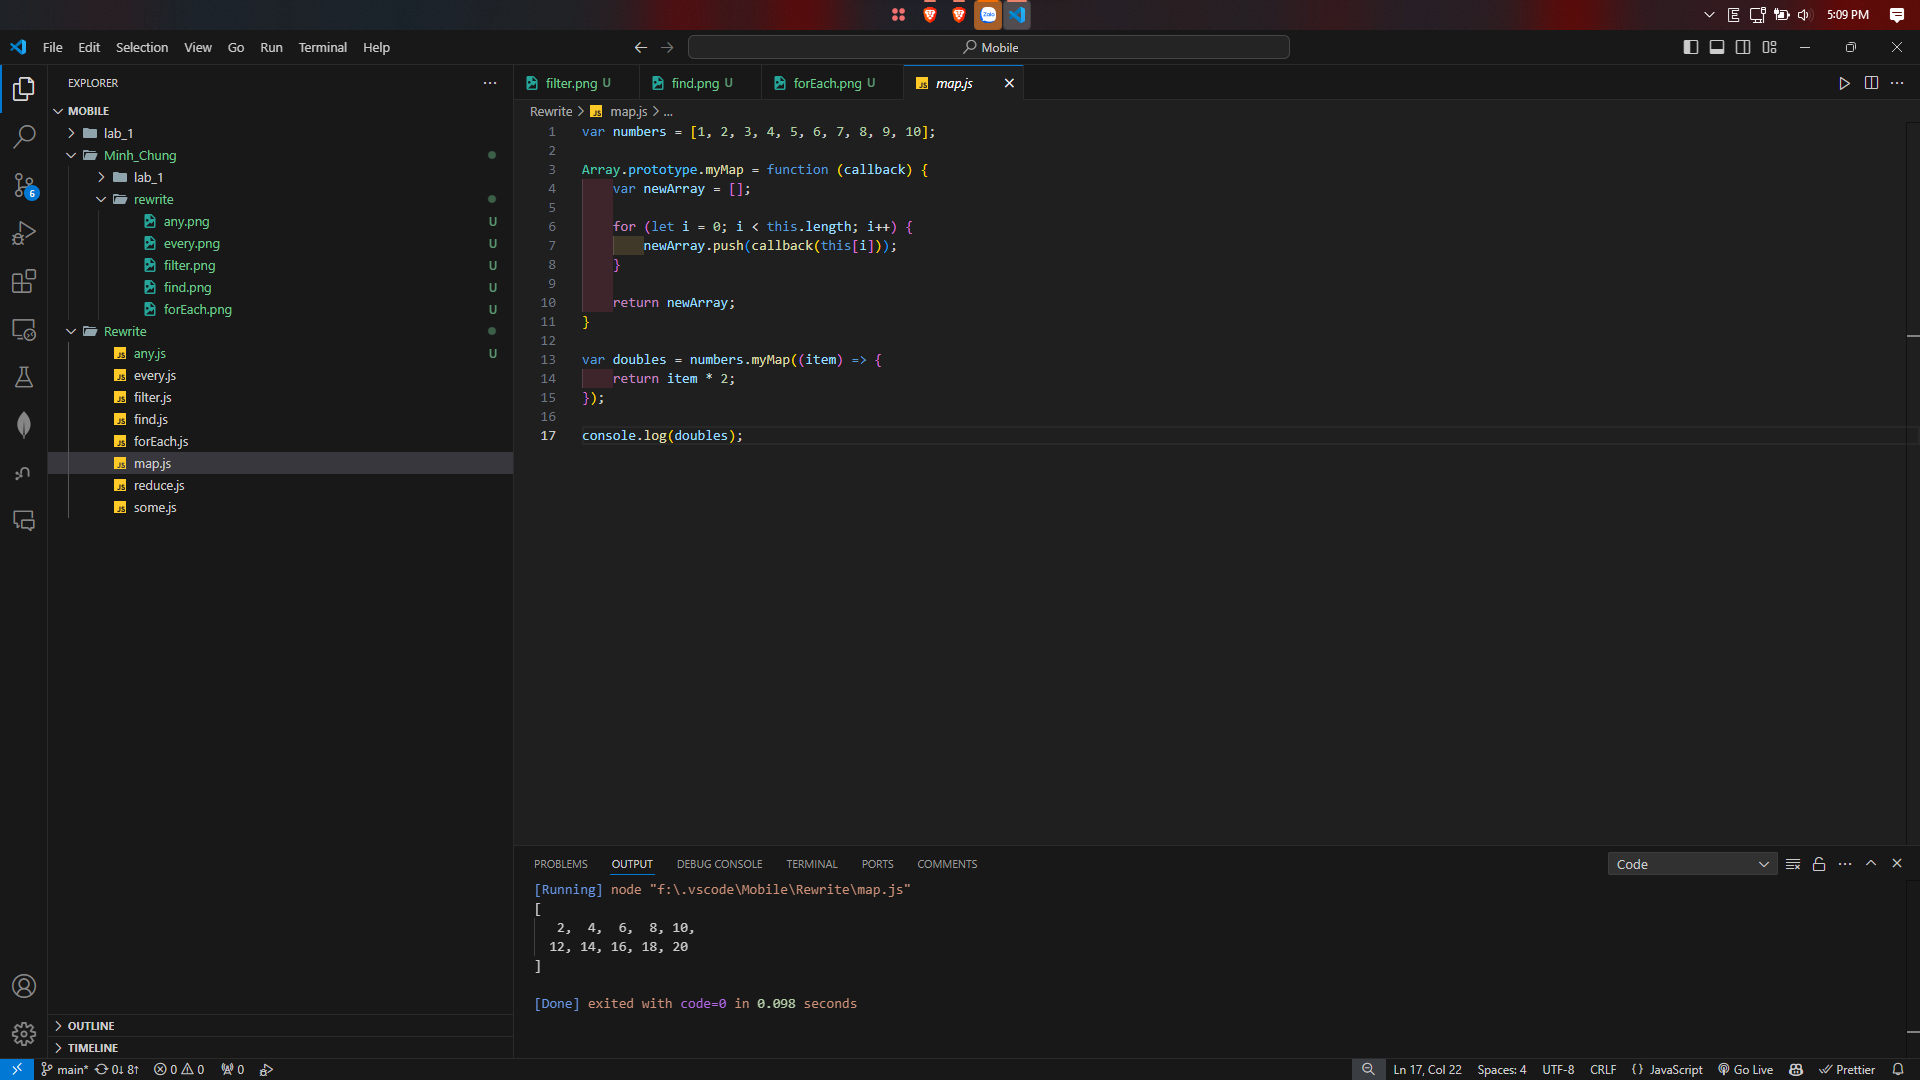 Zalo
5:09 PM
File Edit Selection View Go Run Terminal Help
Mobile
EXPLORER
MOBILE
lab_1
Minh_Chung
lab_1
rewrite
any.png U
every.png U
filter.png U
find.png U
forEach.png U
Rewrite
any.js U
every.js
filter.js
find.js
forEach.js
map.js
reduce.js
some.js
OUTLINE
TIMELINE
6
filter.png U find.png U forEach.png U map.js
Rewrite > map.js > ...
1 var numbers = [1, 2, 3, 4, 5, 6, 7, 8, 9, 10];
2
3 Array.prototype.myMap = function (callback) {
4 var newArray = [];
5
6 for (let i = 0; i < this.length; i++) {
7 newArray.push(callback(this[i]));
8 }
9
10 return newArray;
11 }
12
13 var doubles = numbers.myMap((item) => {
14 return item * 2;
15 });
16
17 console.log(doubles);
PROBLEMS OUTPUT DEBUG CONSOLE TERMINAL PORTS COMMENTS
Code
[Running] node "f:\.vscode\Mobile\Rewrite\map.js"
[
2, 4, 6, 8, 10,
12, 14, 16, 18, 20
]
[Done] exited with code=0 in 0.098 seconds
main* 0↓ 8↑ 0 0 0
Ln 17, Col 22 Spaces: 4 UTF-8 CRLF {} JavaScript Go Live Prettier